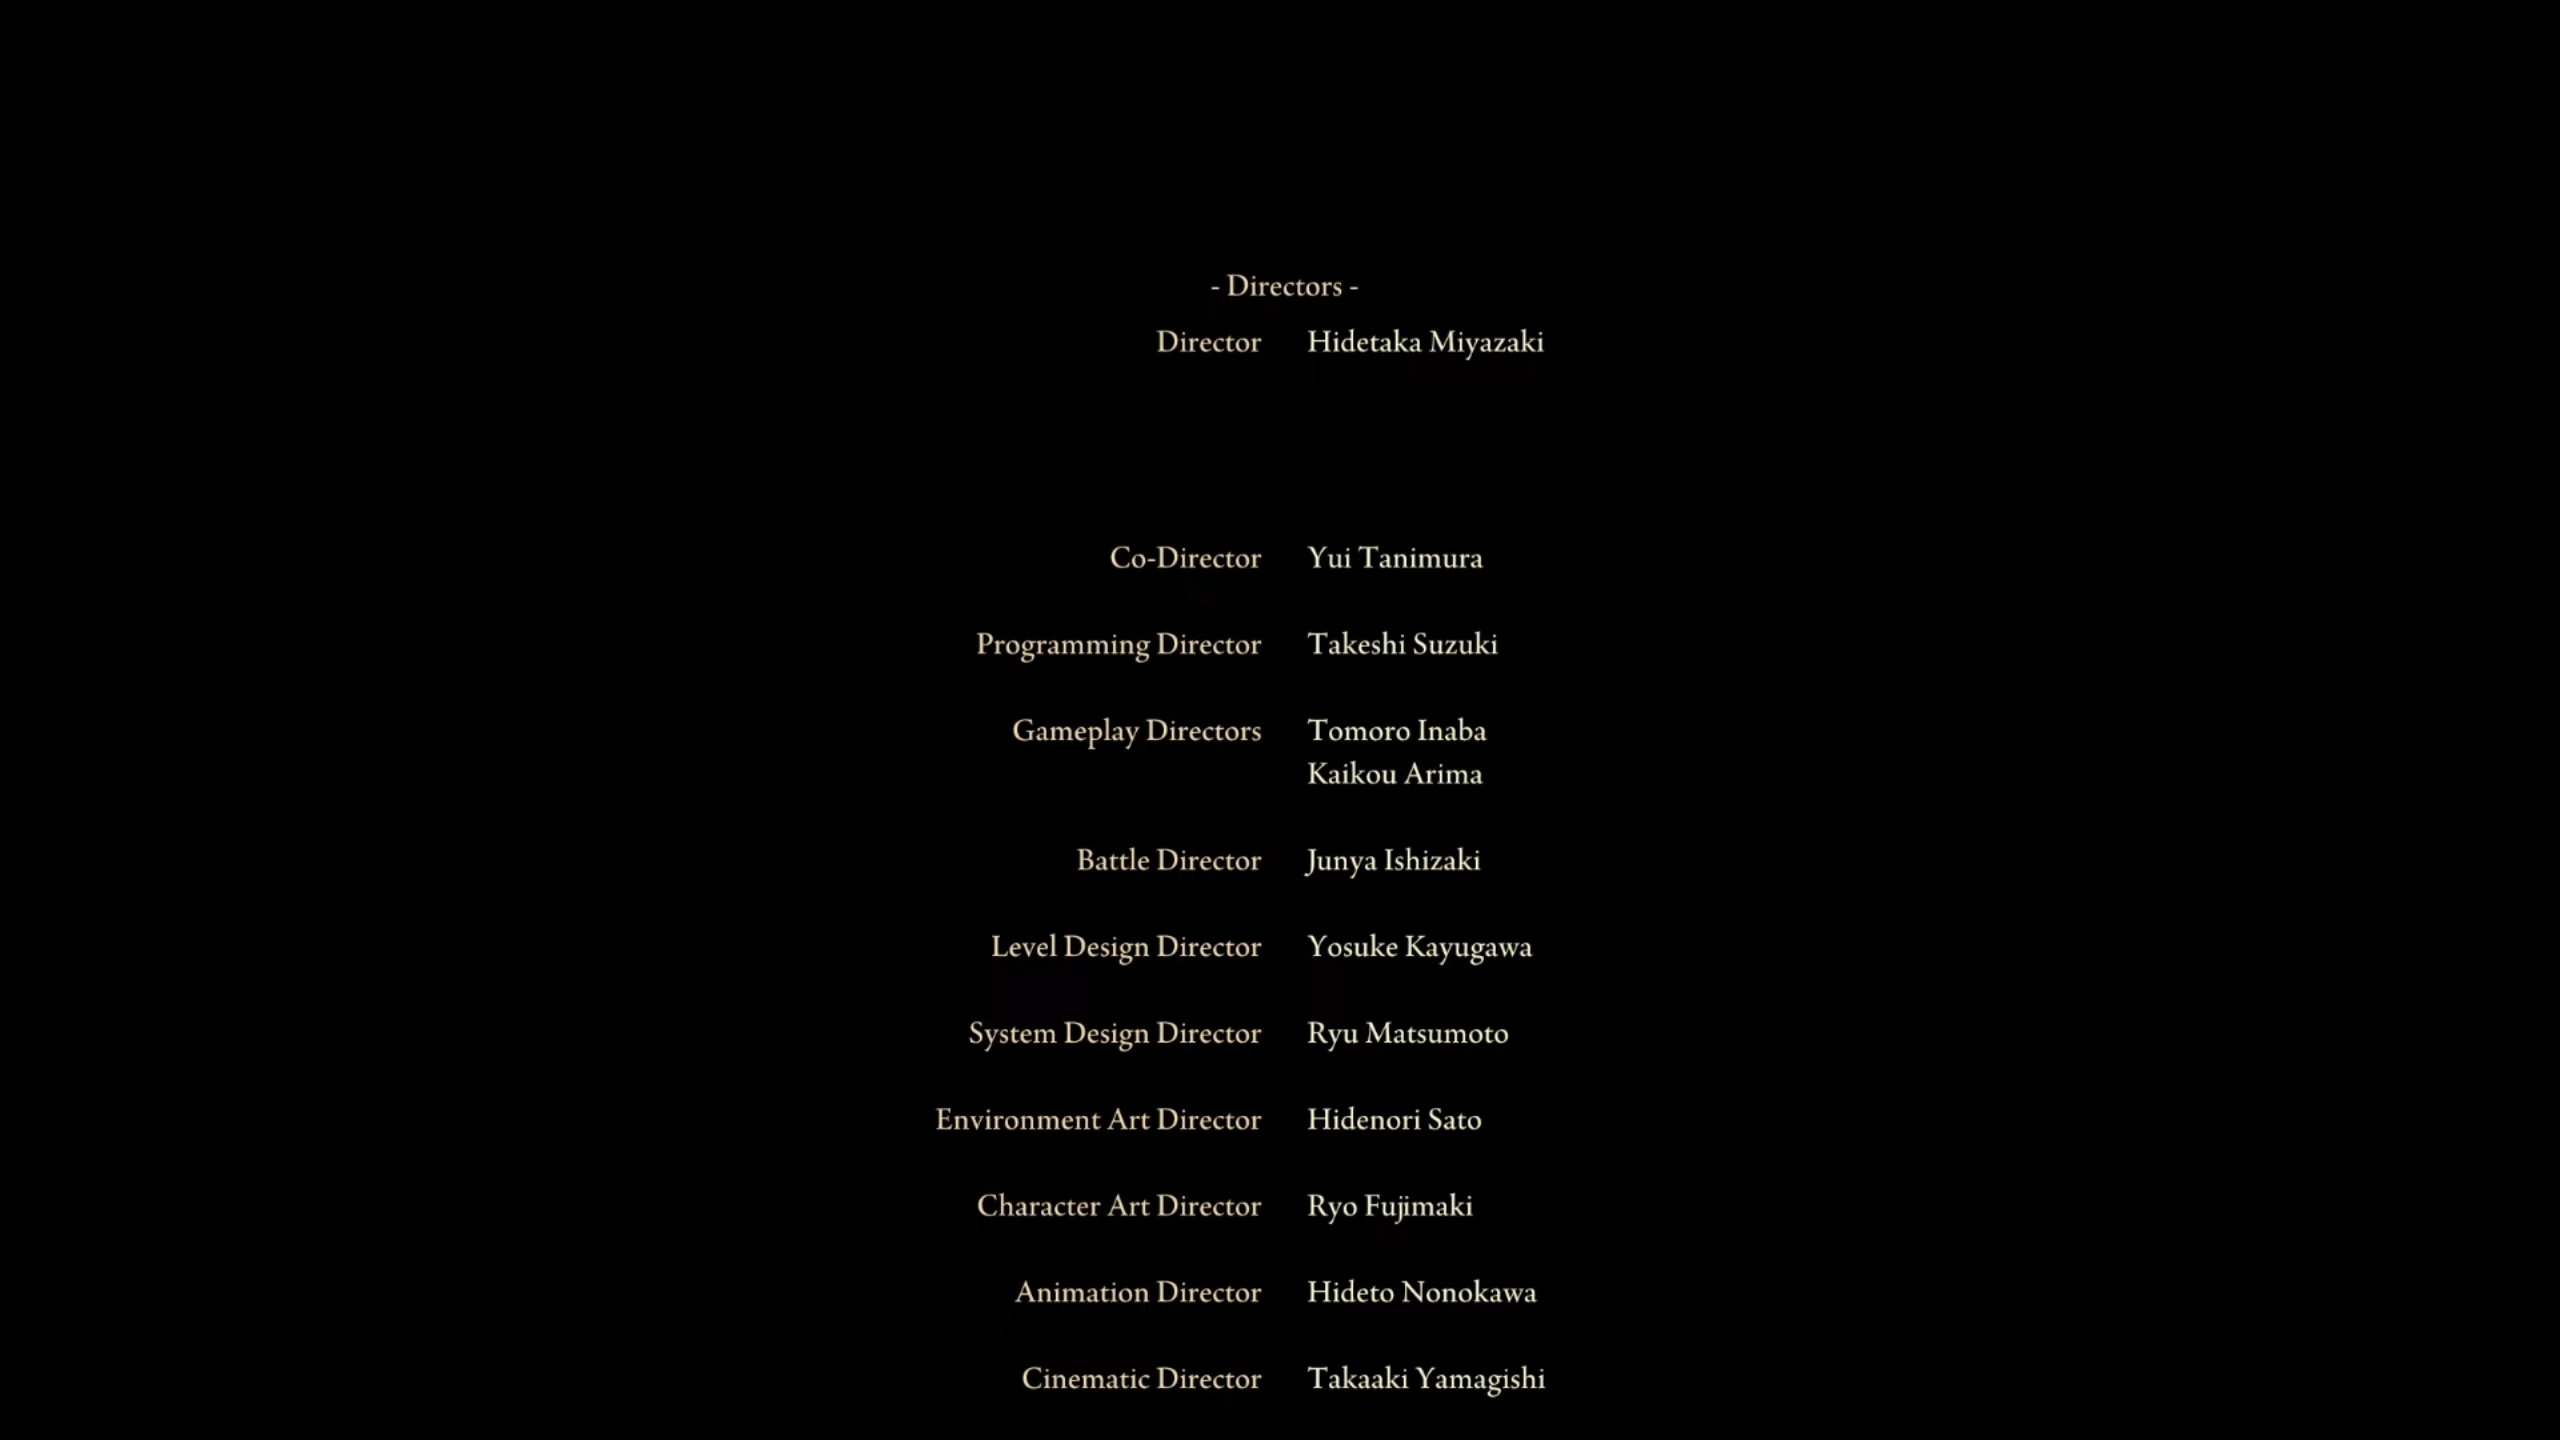 - Directors -
Director Hidetaka Miyazaki
Co-Director Yui Tanimura
Programming Director Takeshi Suzuki
Gameplay Directors Tomoro Inaba
Kaikou Arima
Battle Director Junya Ishizaki
Level Design Director Yosuke Kayugawa
System Design Director Ryu Matsumoto
Environment Art Director Hidenori Sato
Character Art Director Ryo Fujimaki
Animation Director Hideto Nonokawa
Cinematic Director Takaaki Yamagishi